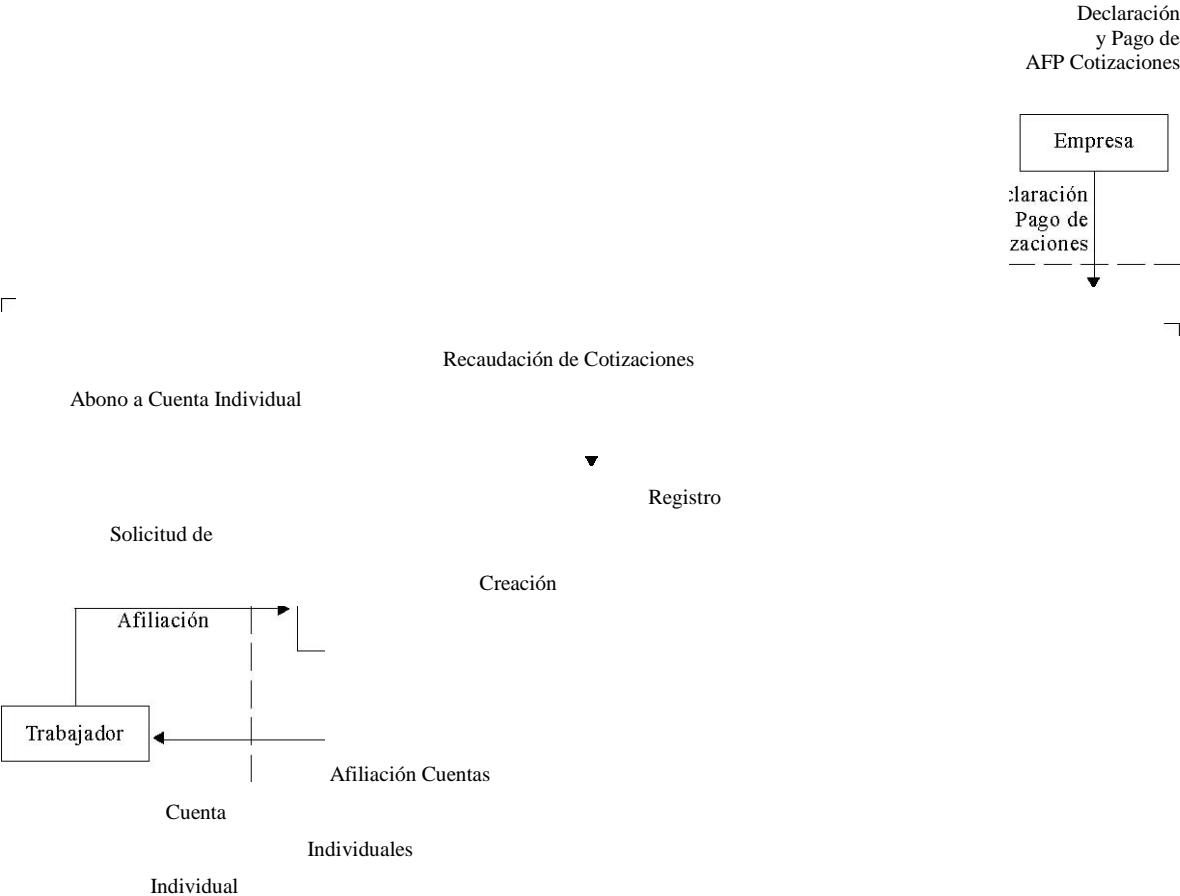 Declaración
y Pago de
AFP Cotizaciones
Empresa
claración
Pago de
zaciones
Recaudación de Cotizaciones
Abono a Cuenta Individual
Registro
Solicitud de
Creación
Afiliación
Trabajador
Afiliación Cuentas
Cuenta
Individuales
Individual